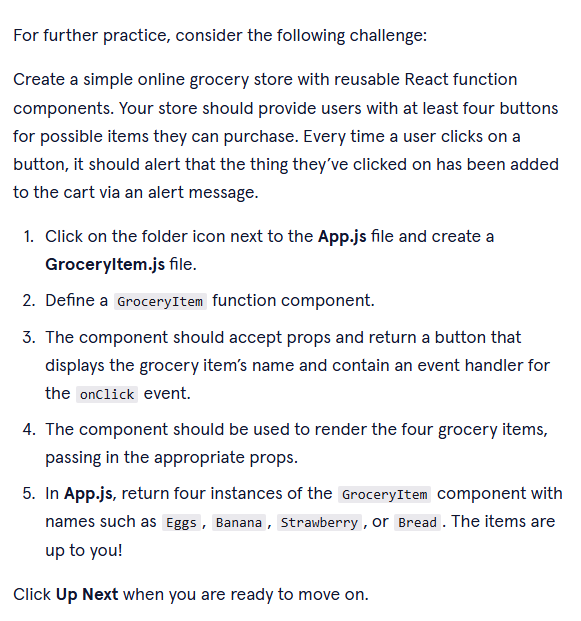 For further practice, consider the following challenge:
Create a simple online grocery store with reusable React function
components. Your store should provide users with at least four buttons
for possible items they can purchase. Every time a user clicks on a
button, it should alert that the thing they’ve clicked on has been added
to the cart via an alert message.
1. Click on the folder icon next to the App.js file and create a
GroceryItem.js file.
2. Define a GroceryItem function component.
3. The component should accept props and return a button that
displays the grocery item’s name and contain an event handler for
the onClick event.
4. The component should be used to render the four grocery items,
passing in the appropriate props.
5. In App.js, return four instances of the GroceryItem component with
names such as Eggs, Banana, Strawberry, or Bread. The items are
up to you!
Click Up Next when you are ready to move on.